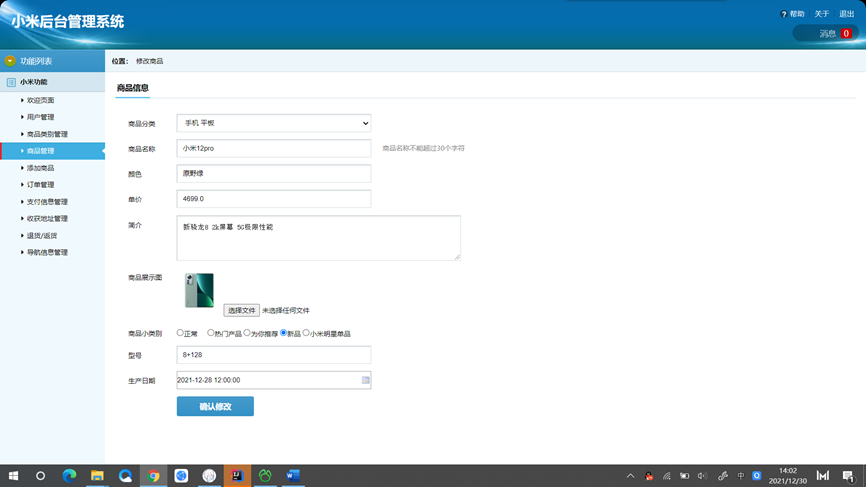 小米后台管理系统
帮助 关于 退出
消息 0
功能列表
位置： 修改商品
小米功能
商品信息
欢迎页面
用户管理
商品类别管理
商品管理
添加商品
订单管理
支付信息管理
收获地址管理
退货/返货
导航信息管理
商品分类 手机 平板
商品名称 小米12pro 商品名称不能超过30个字符
颜色 原野绿
单价 4699.0
简介 新骁龙8 2k屏幕 5G极限性能
商品展示图
选择文件 未选择任何文件
商品小类别 正常 热门产品 为你推荐 新品 小米明星单品
型号 8+128
生产日期 2021-12-28 12:00:00
确认修改
中
14:02
2021/12/30